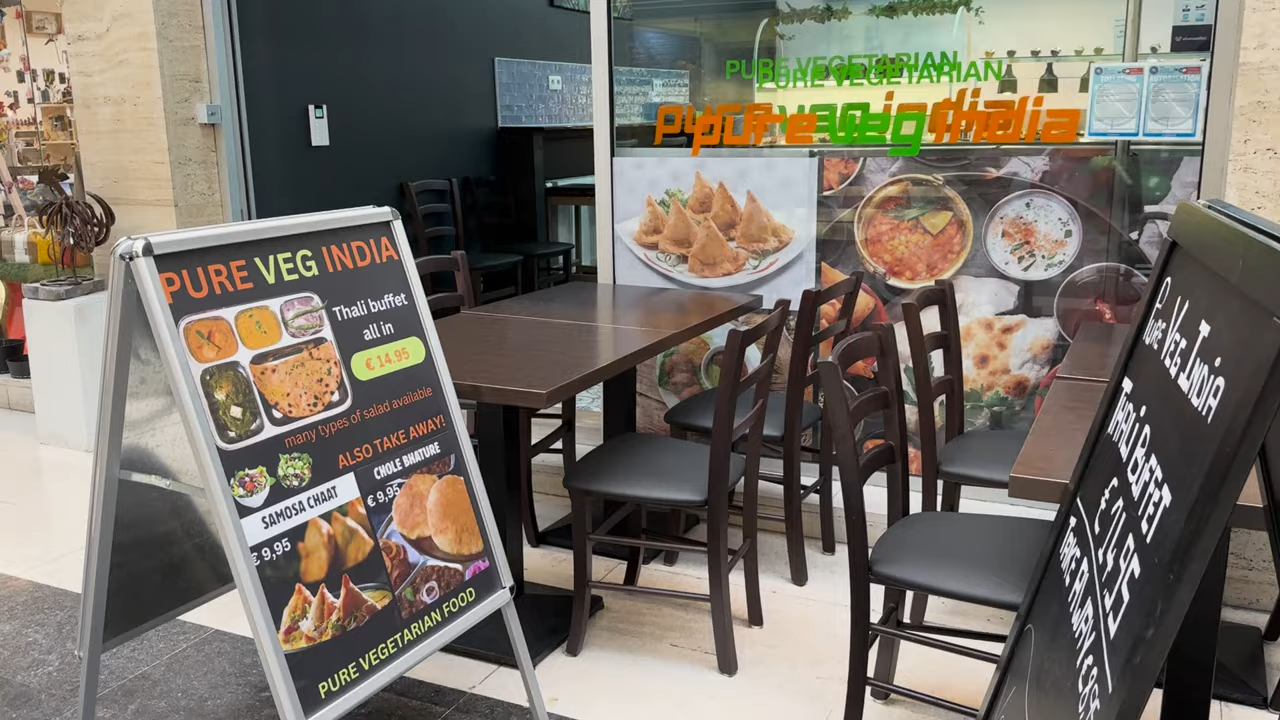 PURE VEG INDIA
Thali buffet
all in
€ 14.95
many types of salad available
ALSO TAKE AWAY!
SAMOSA CHAAT
€ 9,95
CHOLE BHATURE
€ 9,95
PURE VEGETARIAN FOOD
PURE VEGETARIAN
pure veg india
Pure Veg India
Thali Buffet
€ 14.95
Take Away